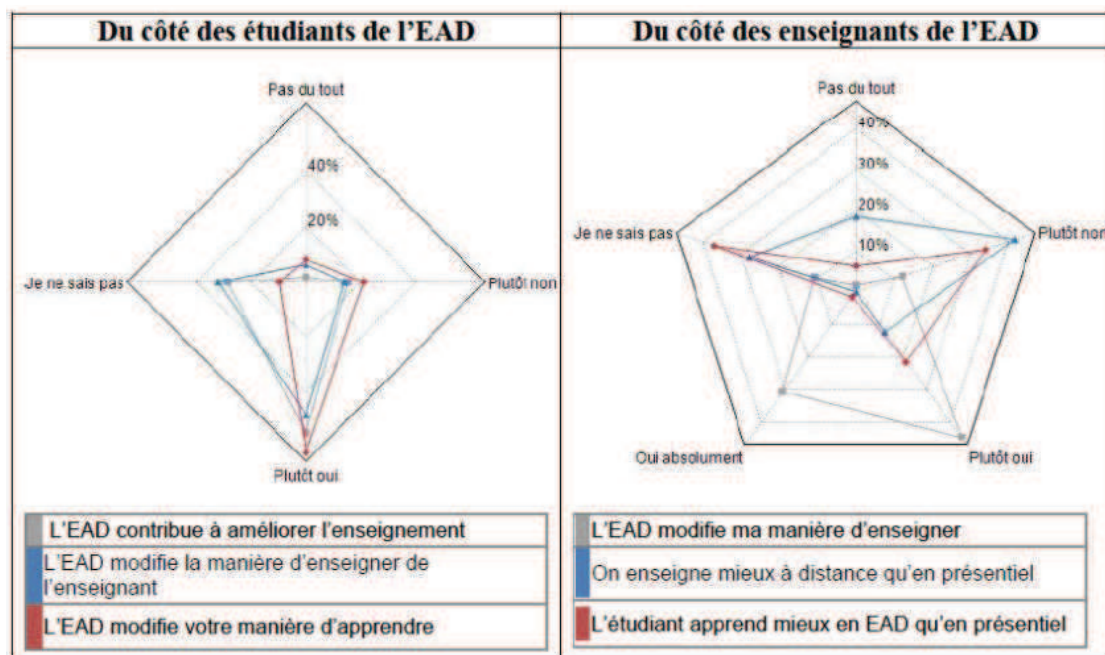 Du côté des étudiants de l'EAD
Du côté des enseignants de l'EAD
Pas du tout
40%
20%
Je ne sais pas
Plutôt non
Plutôt oui
Pas du tout
40%
30%
20%
10%
Je ne sais pas
Plutôt non
Oui absolument
Plutôt oui
L'EAD contribue à améliorer l'enseignement
L'EAD modifie la manière d'enseigner de
l'enseignant
L'EAD modifie votre manière d'apprendre
L'EAD modifie ma manière d'enseigner
On enseigne mieux à distance qu'en présentiel
L'étudiant apprend mieux en EAD qu'en présentiel